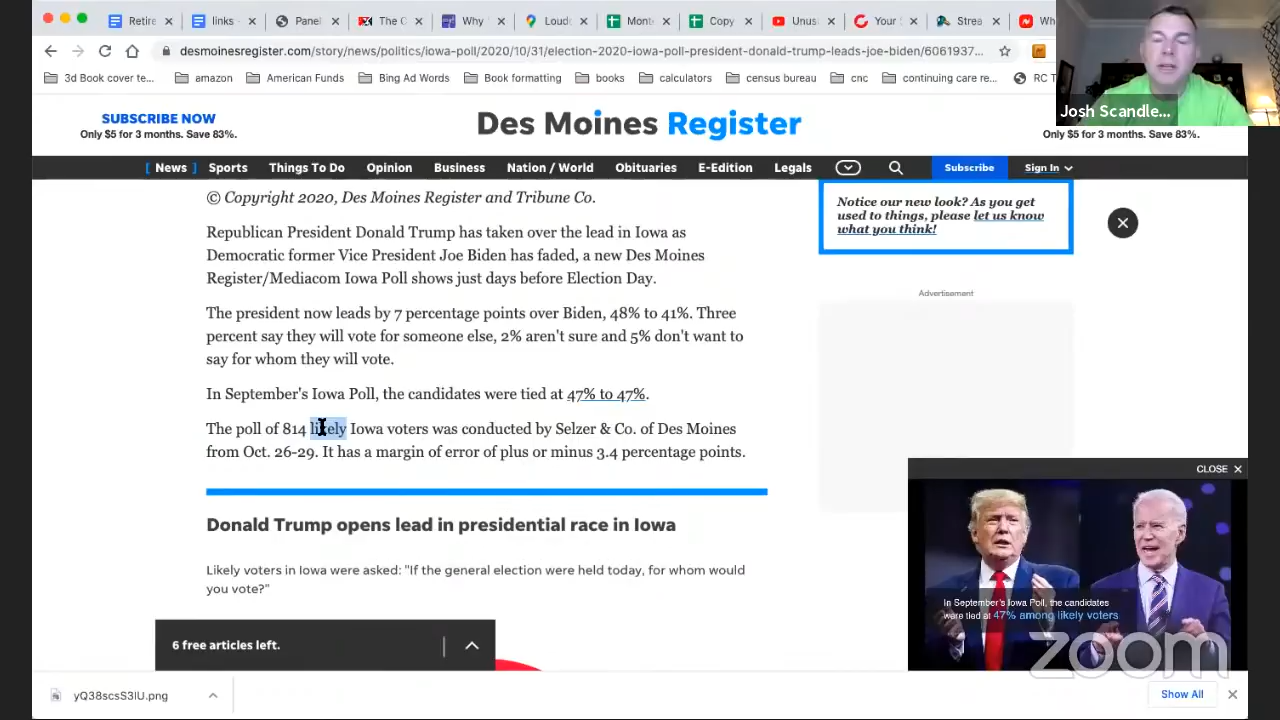 Retire
links -
Panel
The C
Why
Loud
Mont
Copy
Unus
Your
Strea
Wh
desmoinesregister.com/story/news/politics/iowa-poll/2020/10/31/election-2020-iowa-poll-president-donald-trump-leads-joe-biden/6061937...
3d Book cover te...
amazon
American Funds
Bing Ad Words
Book formatting
books
calculators
census bureau
cnc
continuing care re...
RC T
Josh Scandle...
SUBSCRIBE NOW
Only $5 for 3 months. Save 83%.
Des Moines Register
Only $5 for 3 months. Save 83%.
[ News ] Sports Things To Do Opinion Business Nation / World Obituaries E-Edition Legals Subscribe Sign In
© Copyright 2020, Des Moines Register and Tribune Co.
Republican President Donald Trump has taken over the lead in Iowa as
Democratic former Vice President Joe Biden has faded, a new Des Moines
Register/Mediacom Iowa Poll shows just days before Election Day.
The president now leads by 7 percentage points over Biden, 48% to 41%. Three
percent say they will vote for someone else, 2% aren't sure and 5% don't want to
say for whom they will vote.
In September's Iowa Poll, the candidates were tied at 47% to 47%.
The poll of 814 likely Iowa voters was conducted by Selzer & Co. of Des Moines
from Oct. 26-29. It has a margin of error of plus or minus 3.4 percentage points.
Donald Trump opens lead in presidential race in Iowa
Likely voters in Iowa were asked: "If the general election were held today, for whom would
you vote?"
6 free articles left.
Notice our new look? As you get
used to things, please let us know
what you think!
Advertisement
CLOSE X
In September's Iowa Poll, the candidates
were tied at 47% among likely voters
zoom
yQ38scsS3IU.png
Show All